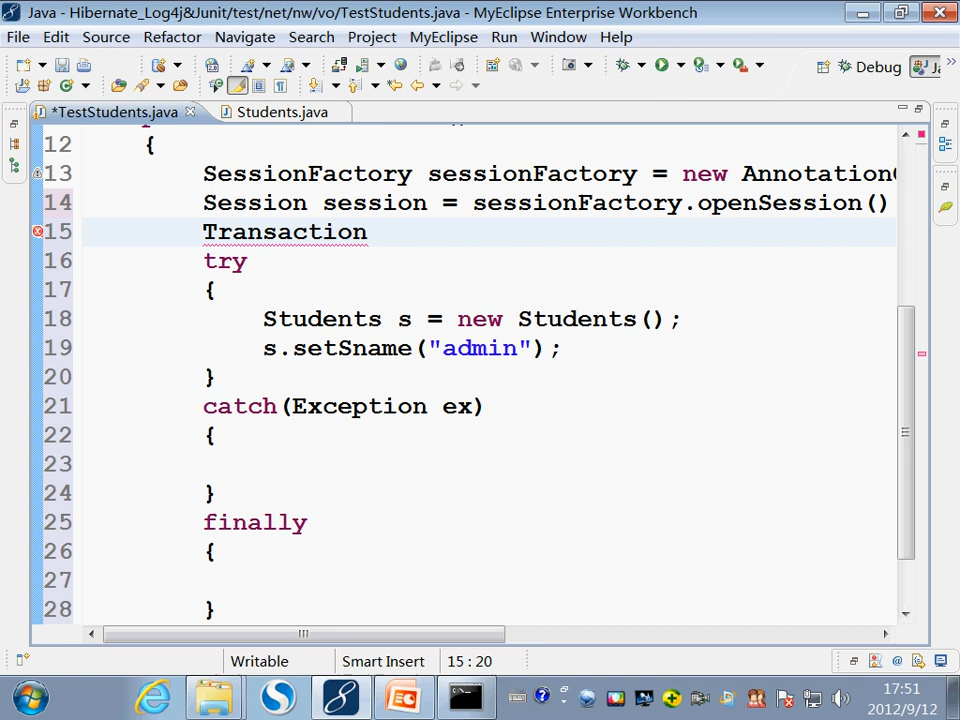 Java - Hibernate_Log4j&Junit/test/net/nw/vo/TestStudents.java - MyEclipse Enterprise Workbench
File Edit Source Refactor Navigate Search Project MyEclipse Run Window Help
Debug
*TestStudents.java Students.java
12 {
13 SessionFactory sessionFactory = new Annotation
14 Session session = sessionFactory.openSession()
15 Transaction
16 try
17 {
18 Students s = new Students();
19 s.setSname("admin");
20 }
21 catch(Exception ex)
22 {
23
24 }
25 finally
26 {
27
28 }
Writable Smart Insert 15 : 20
17:51
2012/9/12